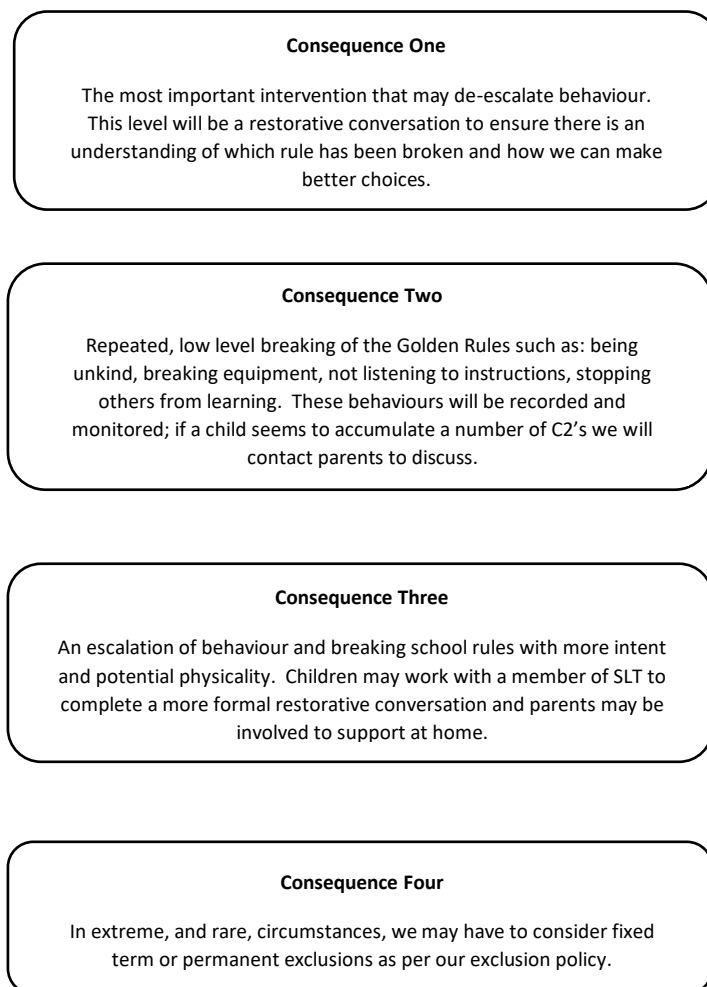 Consequence One
The most important intervention that may de-escalate behaviour.
This level will be a restorative conversation to ensure there is an
understanding of which rule has been broken and how we can make
better choices.
Consequence Two
Repeated, low level breaking of the Golden Rules such as: being
unkind, breaking equipment, not listening to instructions, stopping
others from learning.  These behaviours will be recorded and
monitored; if a child seems to accumulate a number of C2’s we will
contact parents to discuss.
Consequence Three
An escalation of behaviour and breaking school rules with more intent
and potential physicality.  Children may work with a member of SLT to
complete a more formal restorative conversation and parents may be
involved to support at home.
Consequence Four
In extreme, and rare, circumstances, we may have to consider fixed
term or permanent exclusions as per our exclusion policy.